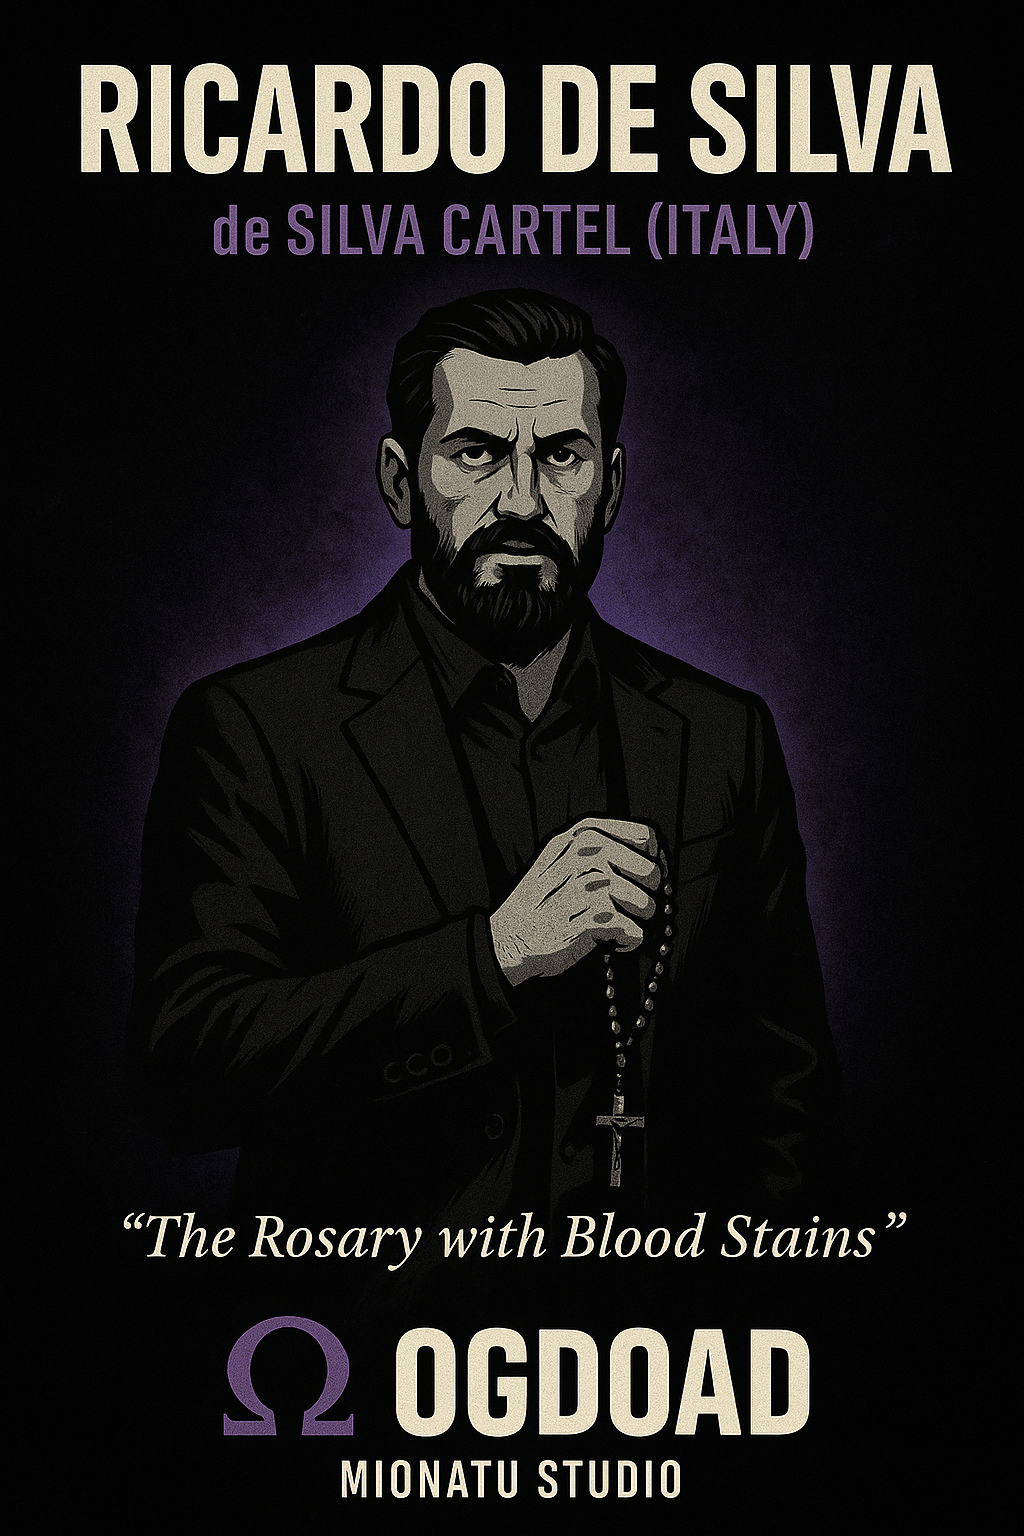 RICARDO DE SILVA
de SILVA CARTEL (ITALY)
“The Rosary with Blood Stains”
Ω OGDOAD
MIONATU STUDIO